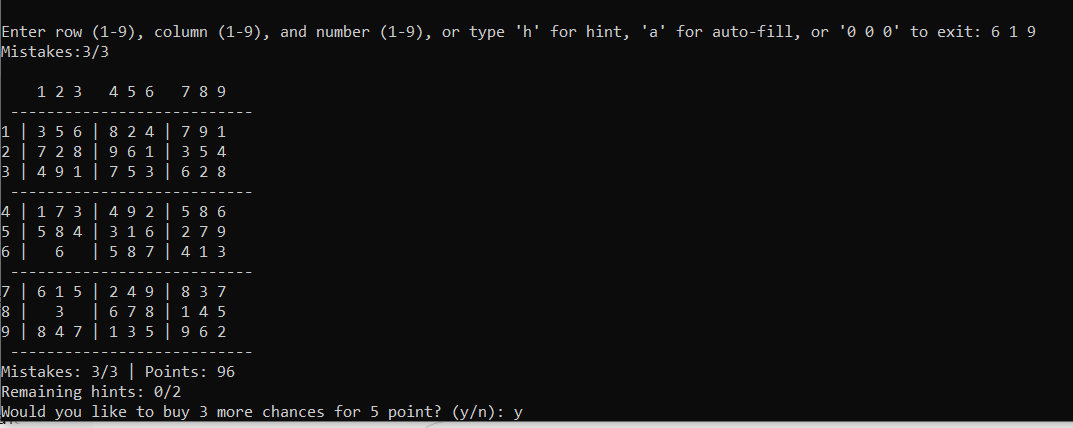 Enter row (1-9), column (1-9), and number (1-9), or type 'h' for hint, 'a' for auto-fill, or '0 0 0' to exit: 6 1 9
Mistakes:3/3
    1 2 3   4 5 6   7 8 9
 ---------------------------
1 | 3 5 6 | 8 2 4 | 7 9 1
2 | 7 2 8 | 9 6 1 | 3 5 4
3 | 4 9 1 | 7 5 3 | 6 2 8
 ---------------------------
4 | 1 7 3 | 4 9 2 | 5 8 6
5 | 5 8 4 | 3 1 6 | 2 7 9
6 |   6   | 5 8 7 | 4 1 3
 ---------------------------
7 | 6 1 5 | 2 4 9 | 8 3 7
8 |   3   | 6 7 8 | 1 4 5
9 | 8 4 7 | 1 3 5 | 9 6 2
 ---------------------------
Mistakes: 3/3 | Points: 96
Remaining hints: 0/2
Would you like to buy 3 more chances for 5 point? (y/n): y